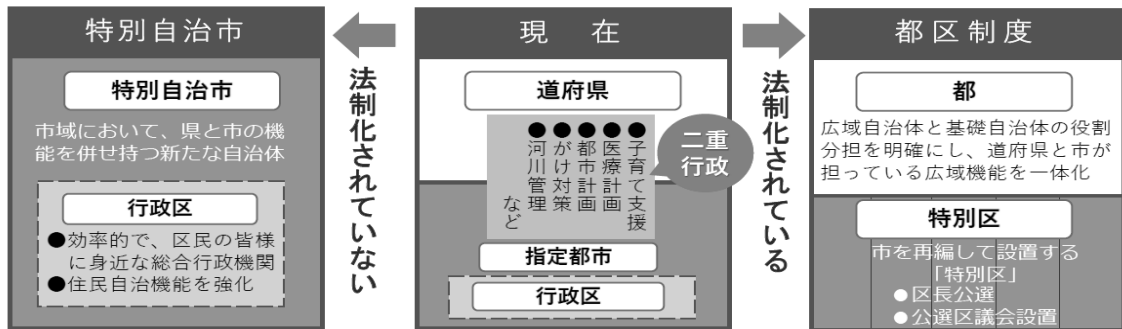 特別自治市
特別自治市
市域において、県と市の機
能を併せ持つ新たな自治体
行政区
●効率的で、区民の皆様
に身近な総合行政機関
●住民自治機能を強化
法制化されていない
現 在
道府県
二重
行政
●子育て支援
●医療計画
●都市計画
●がけ対策
●河川管理
など
指定都市
行政区
法制化されている
都区制度
都
広域自治体と基礎自治体の役割
分担を明確にし、道府県と市が
担っている広域機能を一体化
特別区
市を再編して設置する
「特別区」
●区長公選
●公選区議会設置